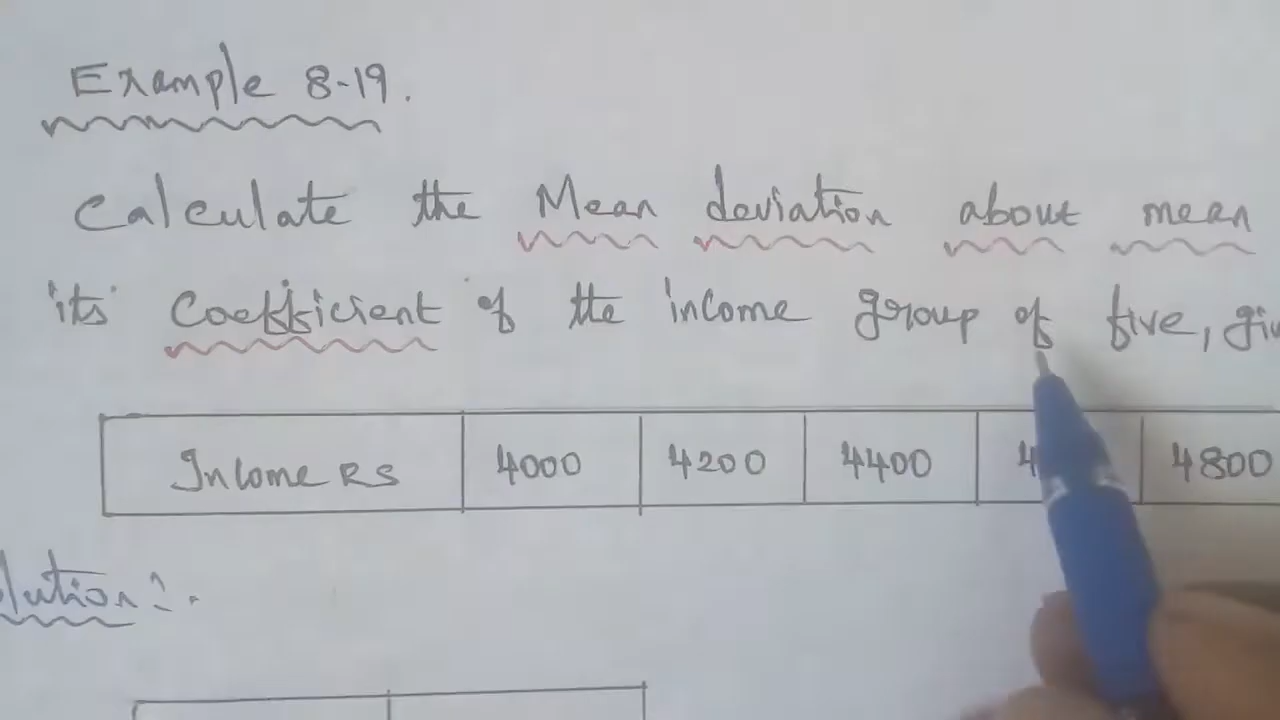 Example 8-19.
Calculate the Mean deviation about mean
its coefficient of the income group of five,
Income RS 4000 4200 4400 4800